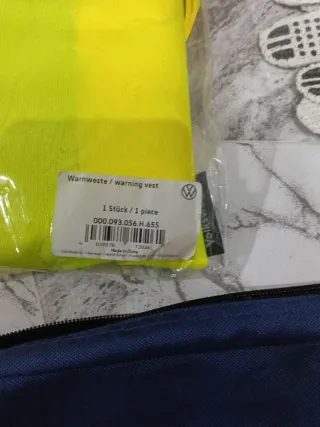 Warnweste / warning vest
1 Stück / 1 piece
000.093.056.H.655
Made in China